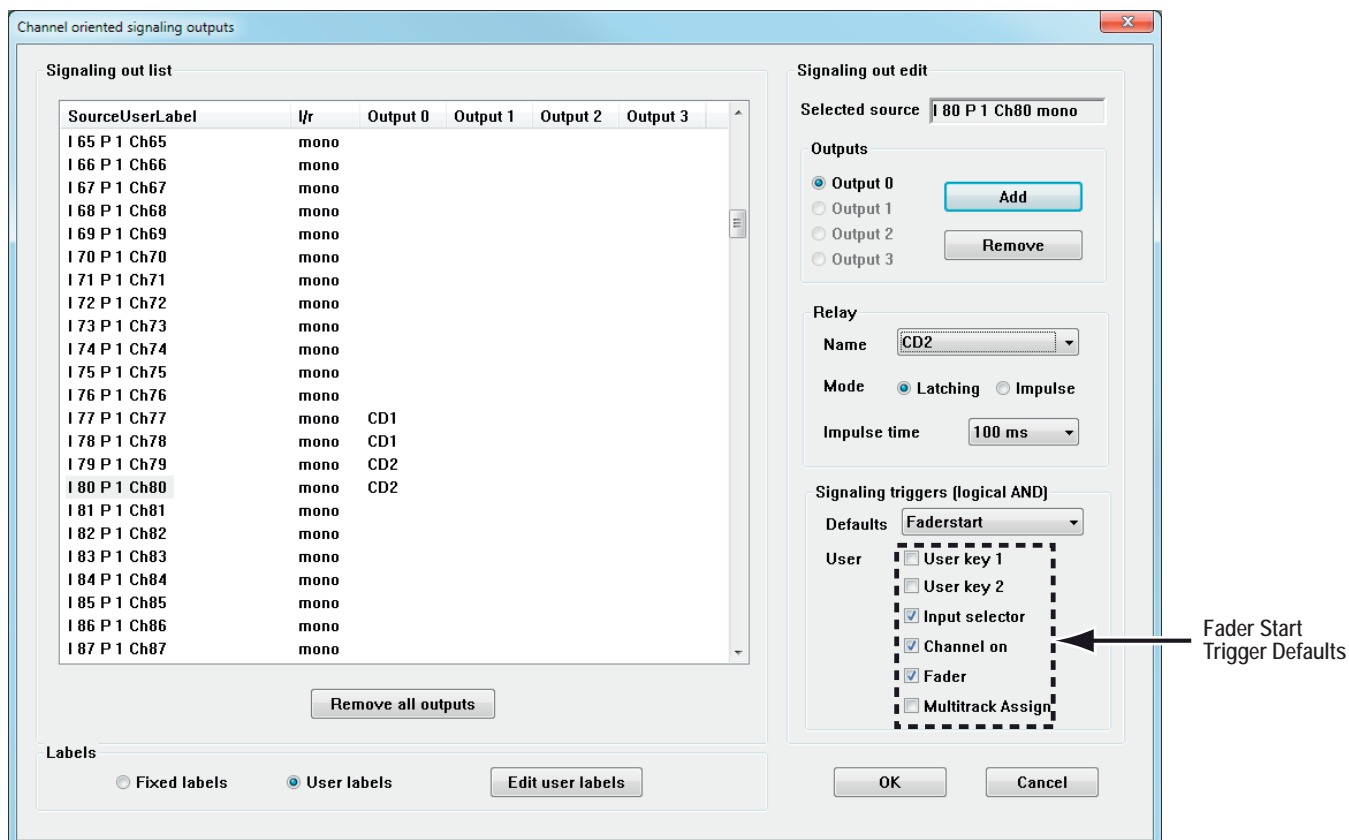 Channel oriented signaling outputs
Signaling out list
SourceUserLabel l/r Output 0 Output 1 Output 2 Output 3
I 65 P 1 Ch65 mono
I 66 P 1 Ch66 mono
I 67 P 1 Ch67 mono
I 68 P 1 Ch68 mono
I 69 P 1 Ch69 mono
I 70 P 1 Ch70 mono
I 71 P 1 Ch71 mono
I 72 P 1 Ch72 mono
I 73 P 1 Ch73 mono
I 74 P 1 Ch74 mono
I 75 P 1 Ch75 mono
I 76 P 1 Ch76 mono
I 77 P 1 Ch77 mono CD1
I 78 P 1 Ch78 mono CD1
I 79 P 1 Ch79 mono CD2
I 80 P 1 Ch80 mono CD2
I 81 P 1 Ch81 mono
I 82 P 1 Ch82 mono
I 83 P 1 Ch83 mono
I 84 P 1 Ch84 mono
I 85 P 1 Ch85 mono
I 86 P 1 Ch86 mono
I 87 P 1 Ch87 mono
Remove all outputs
Labels
Fixed labels User labels Edit user labels
Signaling out edit
Selected source I 80 P 1 Ch80 mono
Outputs
Output 0
Output 1
Output 2
Output 3
Add
Remove
Relay
Name CD2
Mode Latching Impulse
Impulse time 100 ms
Signaling triggers (logical AND)
Defaults Faderstart
User User key 1
User key 2
Input selector
Channel on
Fader
Multitrack Assign
OK Cancel
Fader Start
Trigger Defaults